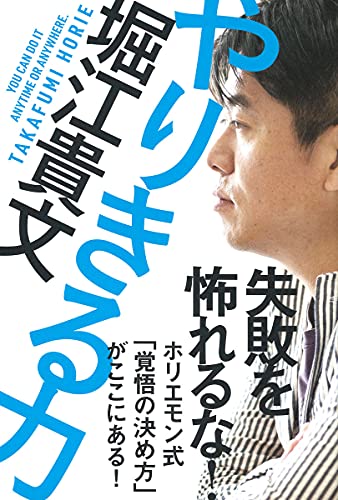 やりきる力
堀江貴文
YOU CAN DO IT
ANYTIME OR ANYWHERE.
TAKAFUMI HORIE
失敗を
怖れるな!
ホリエモン式
「覚悟の決め方」
がここにある!